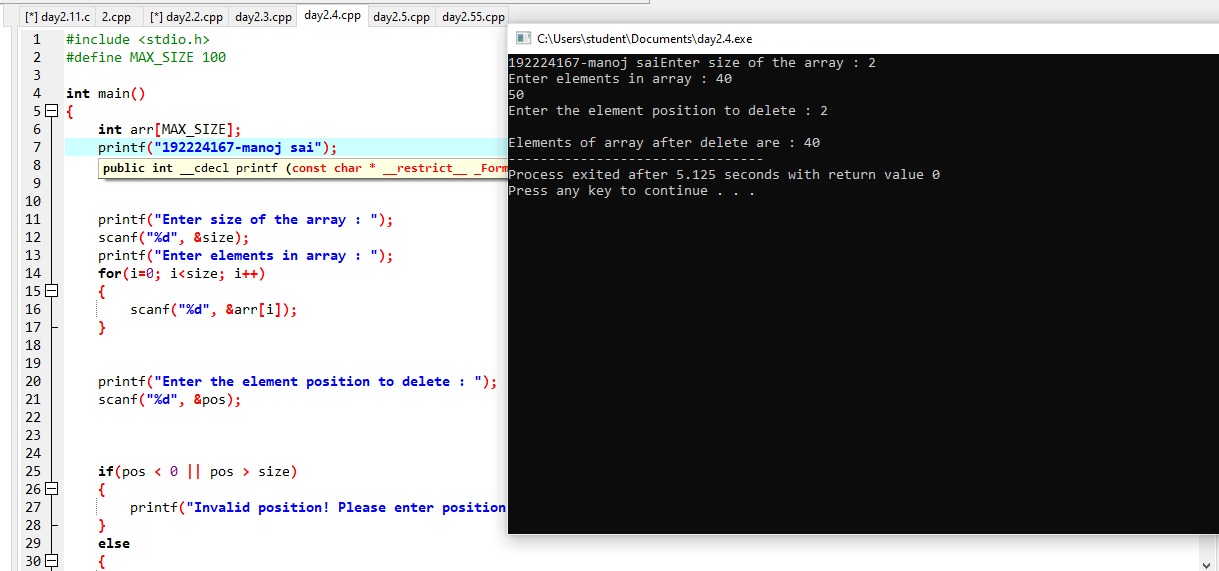 [*] day2.11.c 2.cpp [*] day2.2.cpp day2.3.cpp day2.4.cpp day2.5.cpp day2.55.cpp
1 #include <stdio.h>
2 #define MAX_SIZE 100
3
4 int main()
5 {
6 int arr[MAX_SIZE];
7 printf("192224167-manoj sai");
8 public int __cdecl printf (const char * __restrict__ _Form
9
10
11 printf("Enter size of the array : ");
12 scanf("%d", &size);
13 printf("Enter elements in array : ");
14 for(i=0; i<size; i++)
15 {
16 scanf("%d", &arr[i]);
17 }
18
19
20 printf("Enter the element position to delete : ");
21 scanf("%d", &pos);
22
23
24
25 if(pos < 0 || pos > size)
26 {
27 printf("Invalid position! Please enter position
28 }
29 else
30 {
C:\Users\student\Documents\day2.4.exe
192224167-manoj saiEnter size of the array : 2
Enter elements in array : 40
50
Enter the element position to delete : 2
Elements of array after delete are : 40
--------------------------------
Process exited after 5.125 seconds with return value 0
Press any key to continue . . .